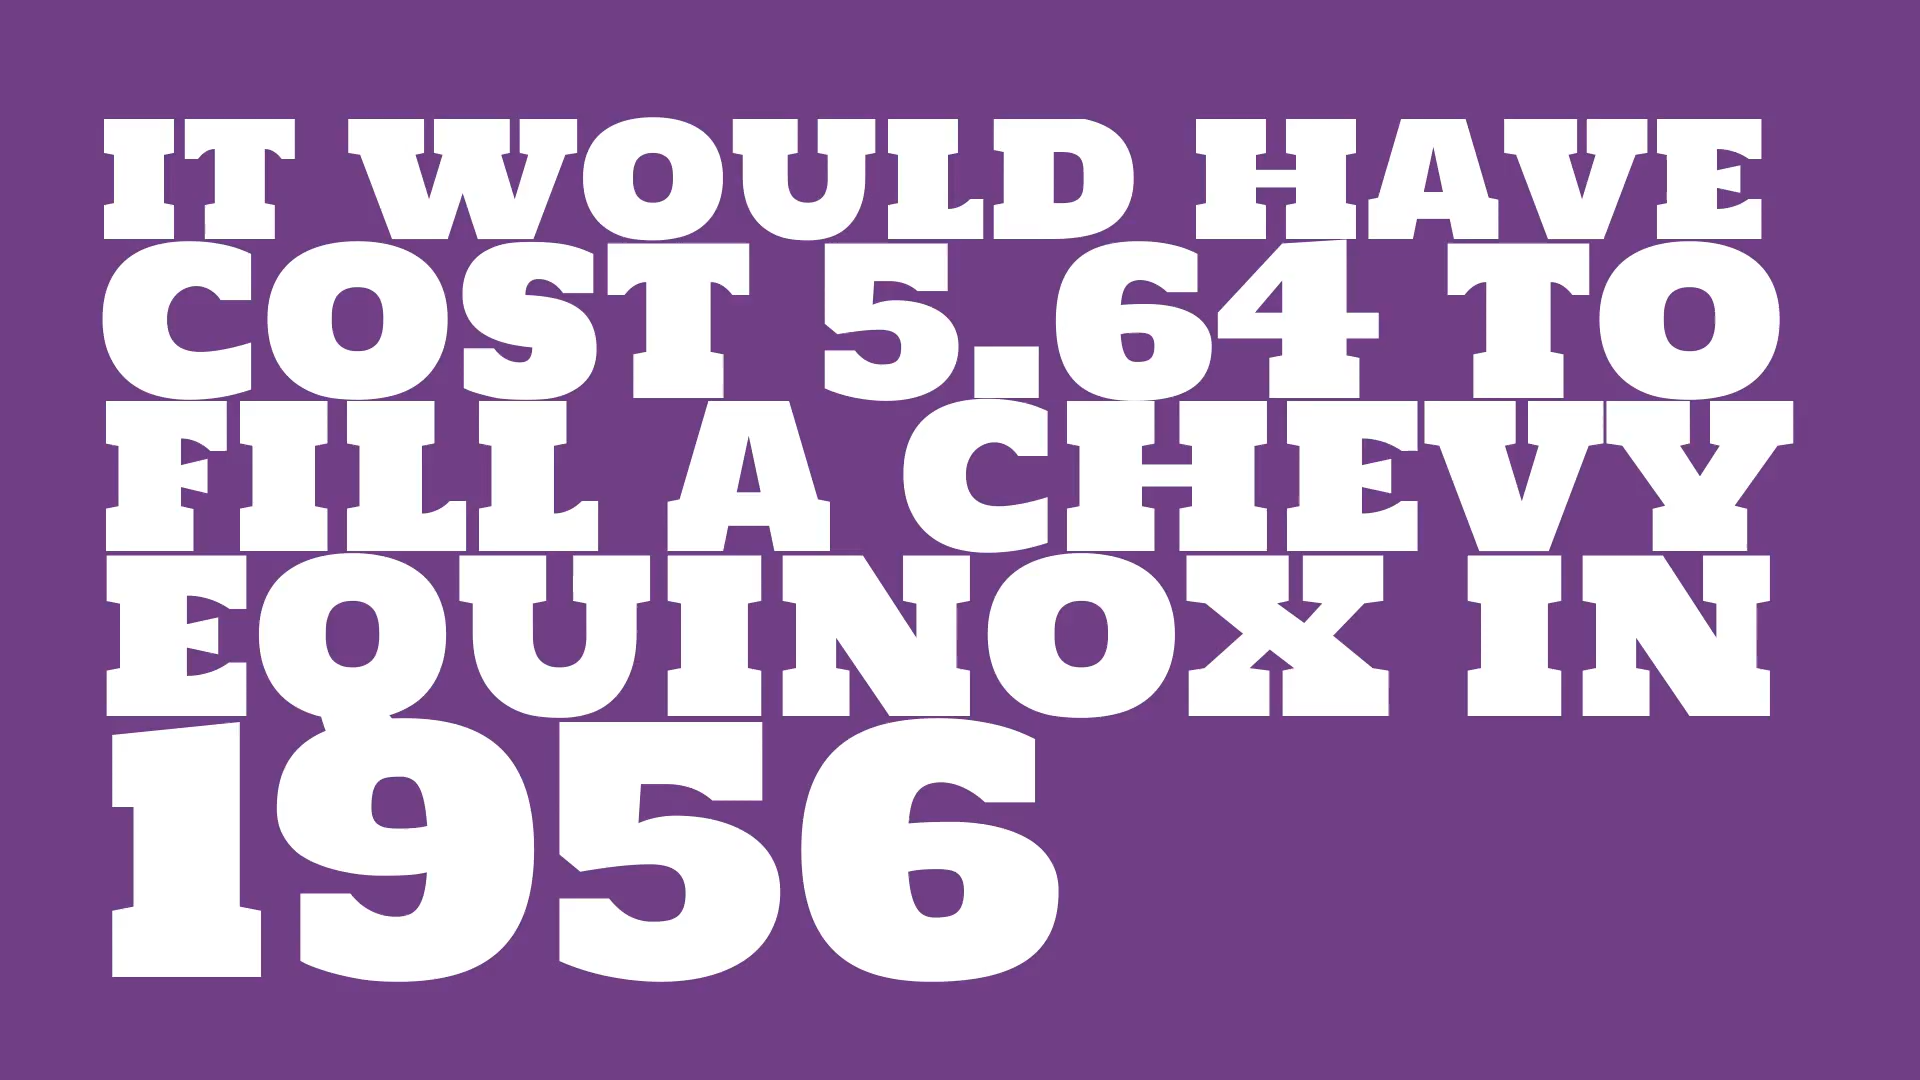 IT WOULD HAVE
COST 5.64 TO
FILL A CHEVY
EQUINOX IN
1956